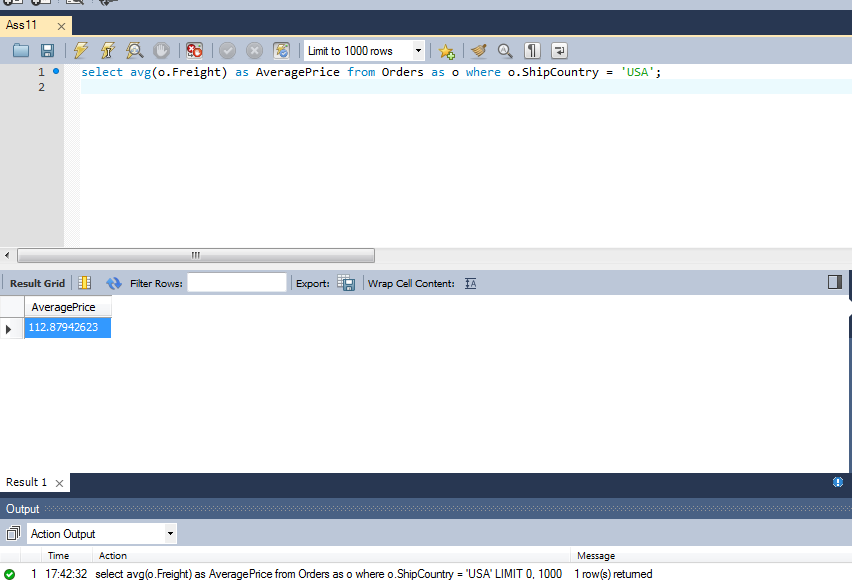 Ass11
Limit to 1000 rows
1 select avg(o.Freight) as AveragePrice from Orders as o where o.ShipCountry = 'USA';
2
Result Grid Filter Rows: Export: Wrap Cell Content:
AveragePrice
112.87942623
Result 1
Output
Action Output
Time Action Message
1 17:42:32 select avg(o.Freight) as AveragePrice from Orders as o where o.ShipCountry = 'USA' LIMIT 0, 1000 1 row(s) returned